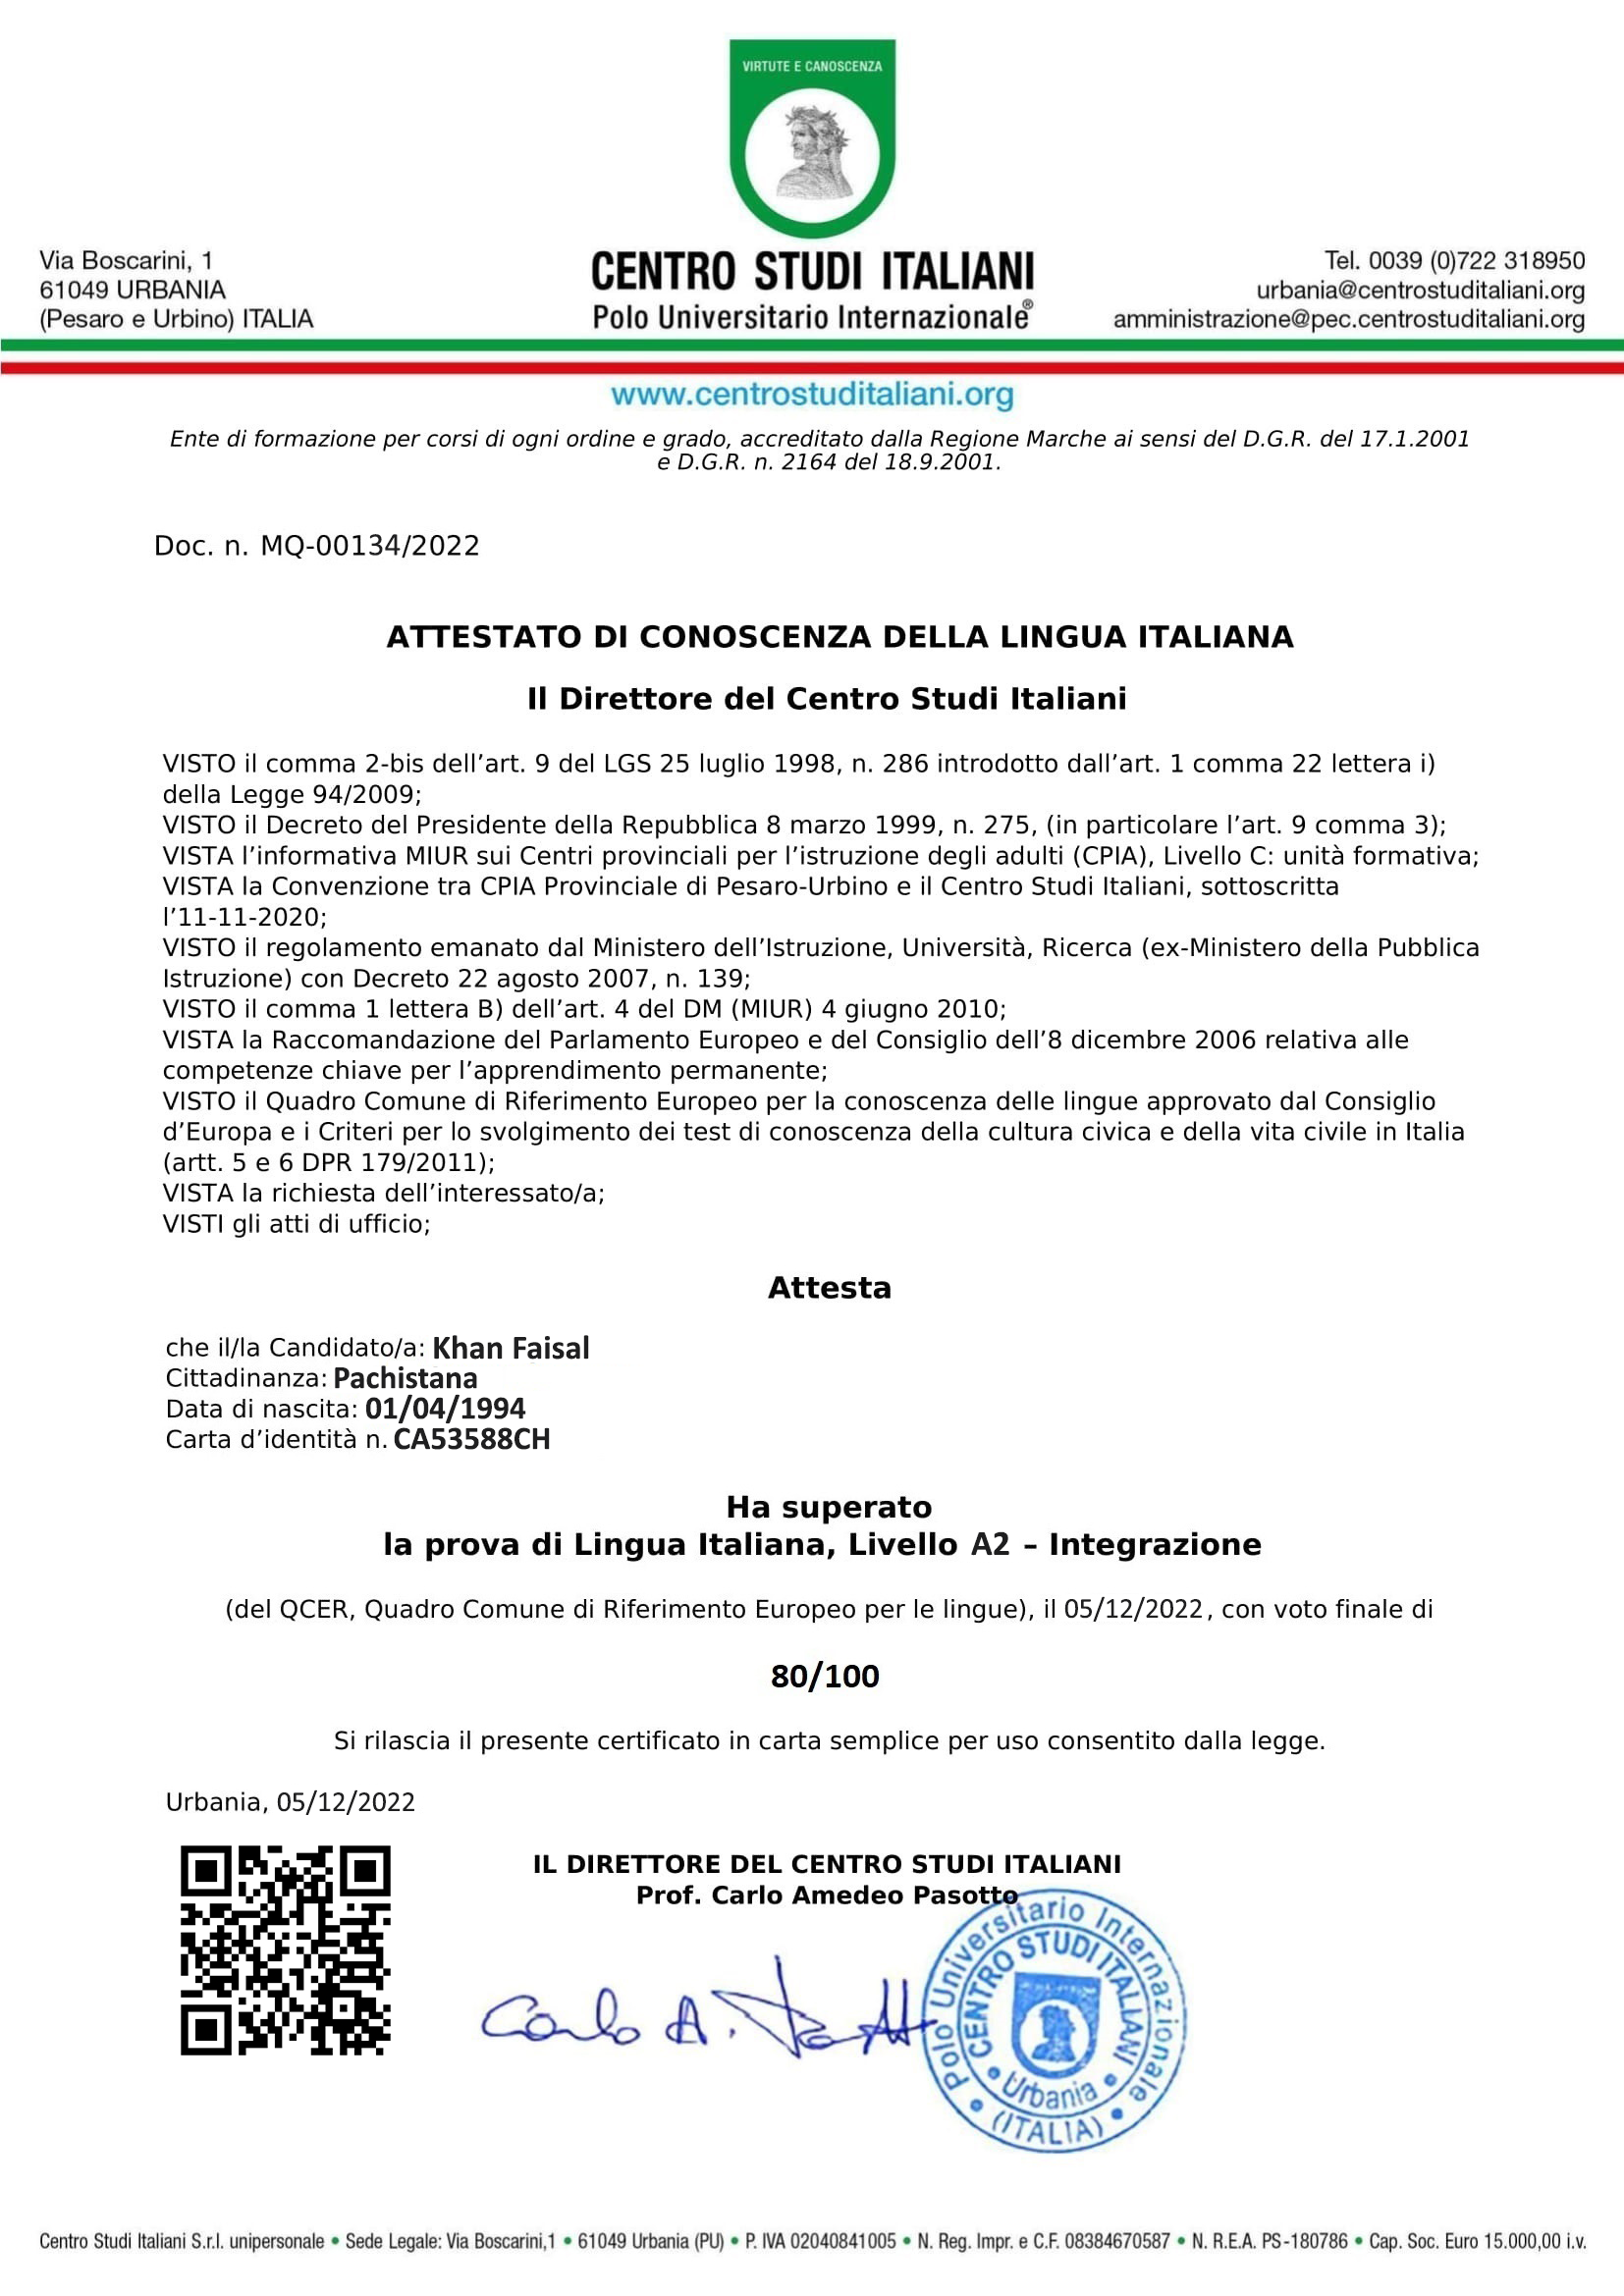 VIRTUTE E CANOSCENZA
Via Boscarini, 1
61049 URBANIA
(Pesaro e Urbino) ITALIA
CENTRO STUDI ITALIANI
Polo Universitario Internazionale®
Tel. 0039 (0)722 318950
urbania@centrostuditaliani.org
amministrazione@pec.centrostuditaliani.org
www.centrostuditaliani.org
Ente di formazione per corsi di ogni ordine e grado, accreditato dalla Regione Marche ai sensi del D.G.R. del 17.1.2001
e D.G.R. n. 2164 del 18.9.2001.
Doc. n. MQ-00134/2022
ATTESTATO DI CONOSCENZA DELLA LINGUA ITALIANA
Il Direttore del Centro Studi Italiani
VISTO il comma 2-bis dell’art. 9 del LGS 25 luglio 1998, n. 286 introdotto dall’art. 1 comma 22 lettera i)
della Legge 94/2009;
VISTO il Decreto del Presidente della Repubblica 8 marzo 1999, n. 275, (in particolare l’art. 9 comma 3);
VISTA l’informativa MIUR sui Centri provinciali per l’istruzione degli adulti (CPIA), Livello C: unità formativa;
VISTA la Convenzione tra CPIA Provinciale di Pesaro-Urbino e il Centro Studi Italiani, sottoscritta
l’11-11-2020;
VISTO il regolamento emanato dal Ministero dell’Istruzione, Università, Ricerca (ex-Ministero della Pubblica
Istruzione) con Decreto 22 agosto 2007, n. 139;
VISTO il comma 1 lettera B) dell’art. 4 del DM (MIUR) 4 giugno 2010;
VISTA la Raccomandazione del Parlamento Europeo e del Consiglio dell’8 dicembre 2006 relativa alle
competenze chiave per l’apprendimento permanente;
VISTO il Quadro Comune di Riferimento Europeo per la conoscenza delle lingue approvato dal Consiglio
d’Europa e i Criteri per lo svolgimento dei test di conoscenza della cultura civica e della vita civile in Italia
(artt. 5 e 6 DPR 179/2011);
VISTA la richiesta dell’interessato/a;
VISTI gli atti di ufficio;
Attesta
che il/la Candidato/a: Khan Faisal
Cittadinanza: Pachistana
Data di nascita: 01/04/1994
Carta d’identità n. CA53588CH
Ha superato
la prova di Lingua Italiana, Livello A2 – Integrazione
(del QCER, Quadro Comune di Riferimento Europeo per le lingue), il 05/12/2022, con voto finale di
80/100
Si rilascia il presente certificato in carta semplice per uso consentito dalla legge.
Urbania, 05/12/2022
IL DIRETTORE DEL CENTRO STUDI ITALIANI
Prof. Carlo Amedeo Pasotto
Carlo A. Pasotto
Polo Universitario Internazionale
CENTRO STUDI ITALIANI
Urbania
(ITALIA)
Centro Studi Italiani S.r.l. unipersonale • Sede Legale: Via Boscarini,1 • 61049 Urbania (PU) • P. IVA 02040841005 • N. Reg. Impr. e C.F. 08384670587 • N. R.E.A. PS-180786 • Cap. Soc. Euro 15.000,00 i.v.